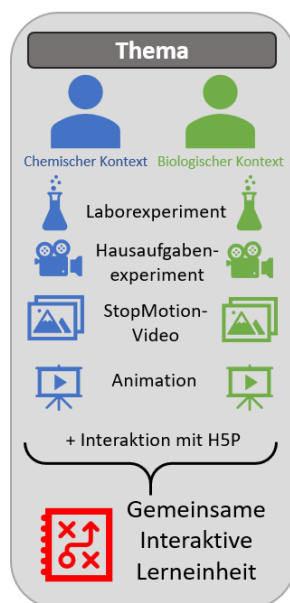 Thema
Chemischer Kontext Biologischer Kontext
Laborexperiment
Hausaufgaben-
experiment
StopMotion-
Video
Animation
+ Interaktion mit H5P
Gemeinsame
Interaktive
Lerneinheit